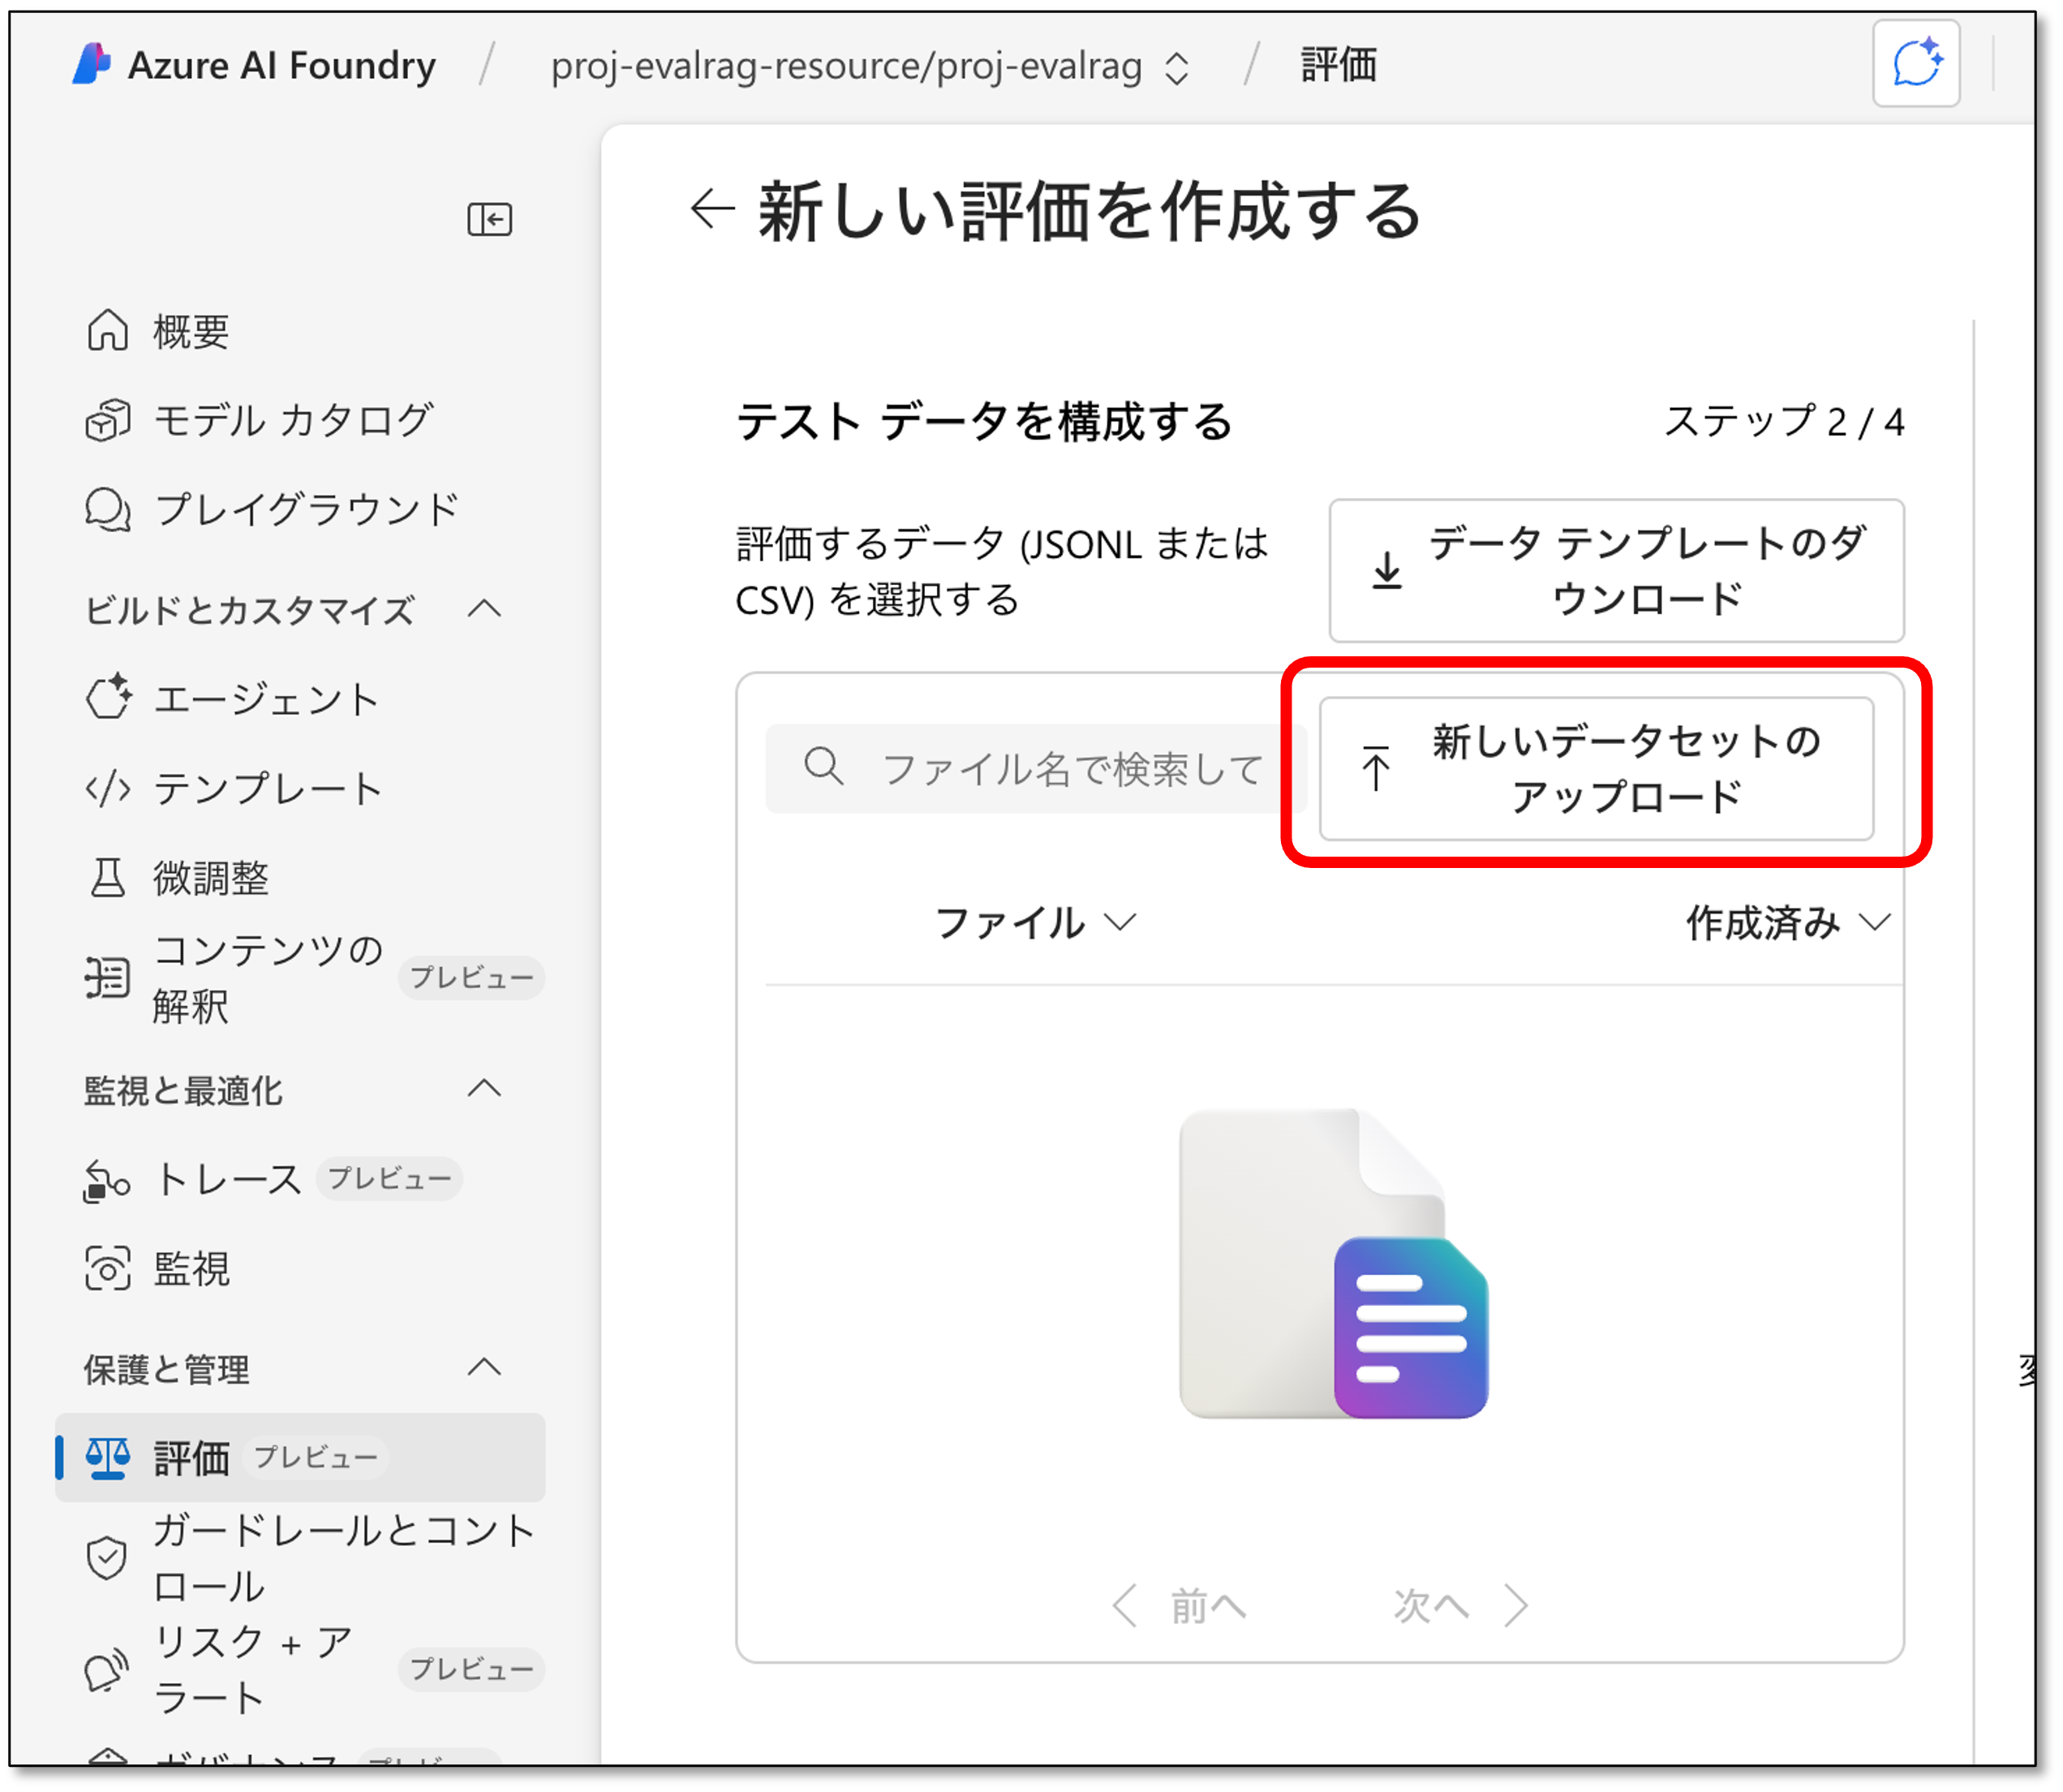 Azure AI Foundry / proj-evalrag-resource/proj-evalrag / 評価
概要
モデル カタログ
プレイグラウンド
ビルドとカスタマイズ
エージェント
テンプレート
微調整
コンテンツの
解釈
プレビュー
監視と最適化
トレース プレビュー
監視
保護と管理
評価 プレビュー
ガードレールとコント
ロール
リスク + ア
ラート
プレビュー
新しい評価を作成する
テスト データを構成する
ステップ 2 / 4
評価するデータ (JSONL または
CSV) を選択する
データ テンプレートのダ
ウンロード
ファイル名で検索して
新しいデータセットの
アップロード
ファイル
作成済み
前へ
次へ